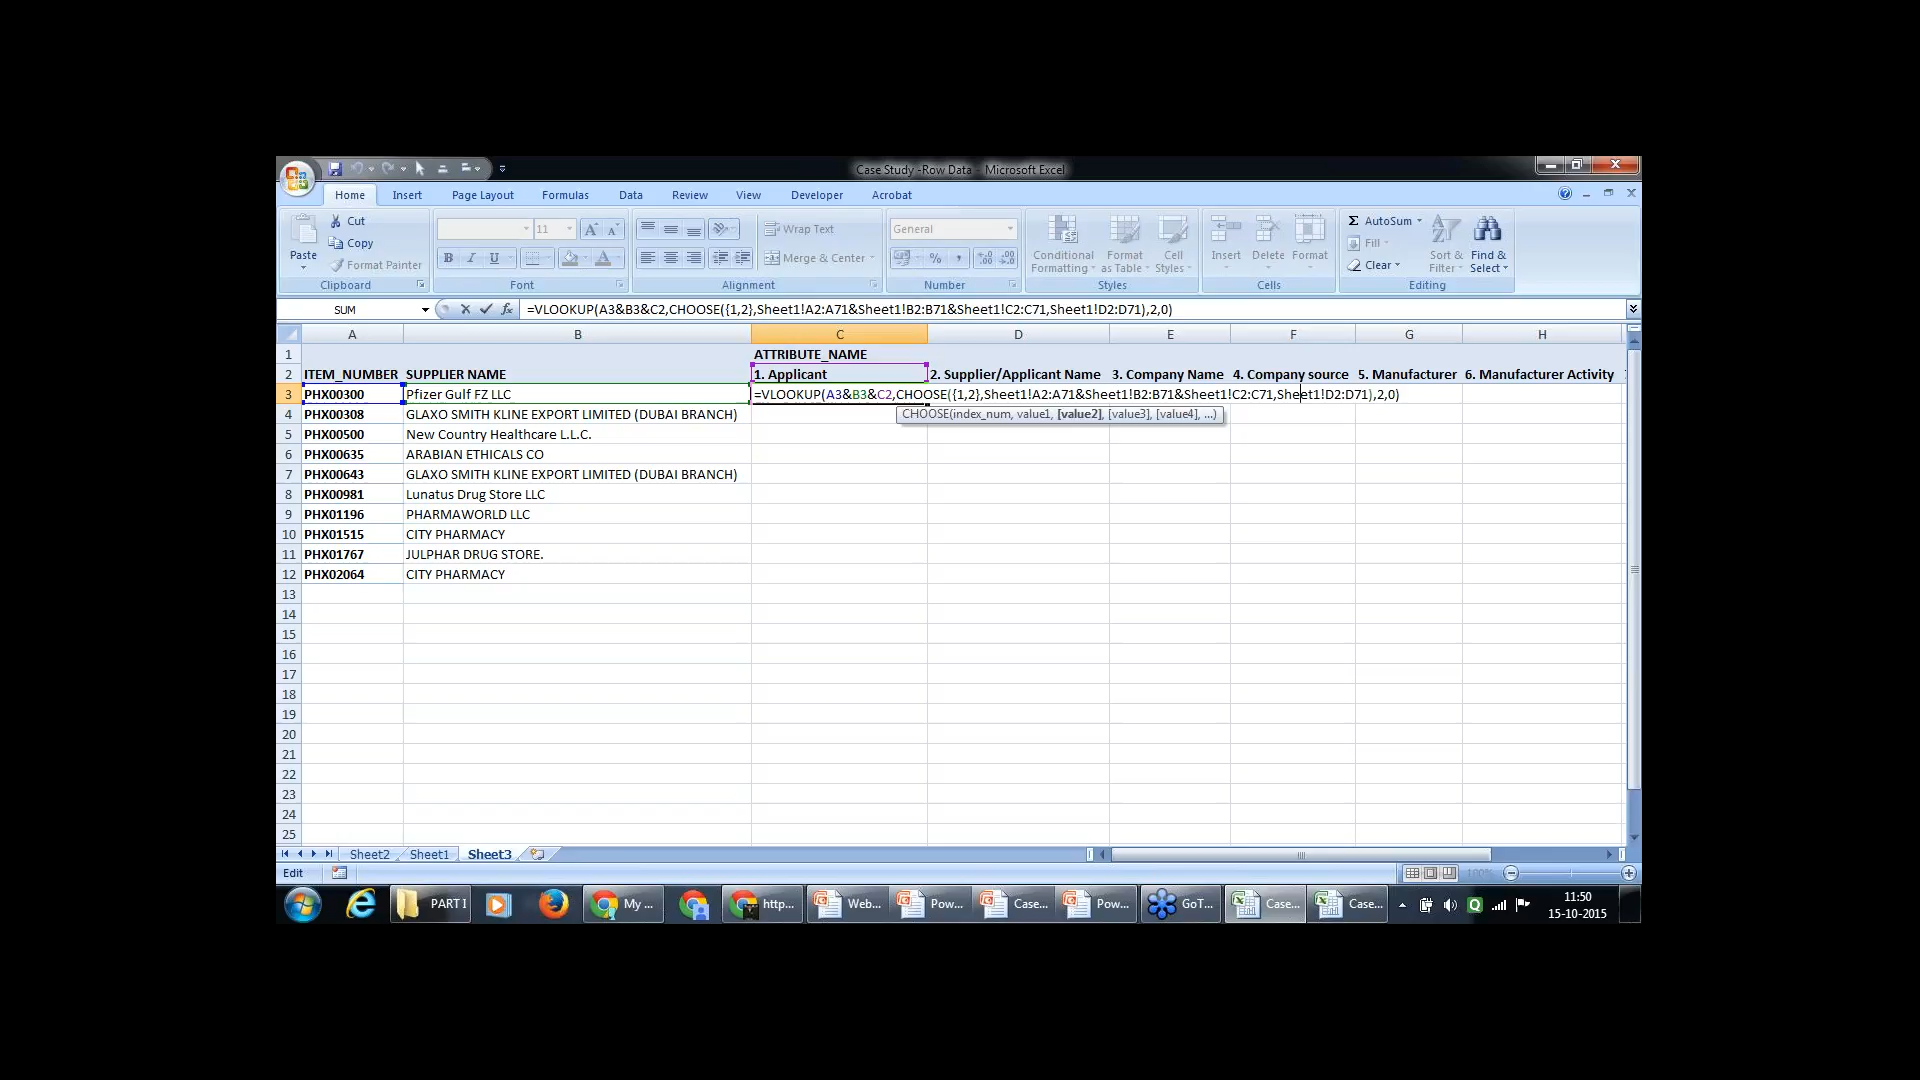 Case Study -Row Data - Microsoft Excel
Home Insert Page Layout Formulas Data Review View Developer Acrobat
Cut
Copy
Format Painter
Paste
Clipboard
11
B I U
Font
Wrap Text
Merge & Center
Alignment
General
% ,
Number
Conditional Formatting
Format as Table
Cell Styles
Styles
Insert Delete Format
Cells
Σ AutoSum
Fill
Clear
Sort & Filter
Find & Select
Editing
SUM fx =VLOOKUP(A3&B3&C2,CHOOSE({1,2},Sheet1!A2:A71&Sheet1!B2:B71&Sheet1!C2:C71,Sheet1!D2:D71),2,0)
A B C D E F G H
1 ATTRIBUTE_NAME
2 ITEM_NUMBER SUPPLIER NAME 1. Applicant 2. Supplier/Applicant Name 3. Company Name 4. Company source 5. Manufacturer 6. Manufacturer Activity
3 PHX00300 Pfizer Gulf FZ LLC =VLOOKUP(A3&B3&C2,CHOOSE({1,2},Sheet1!A2:A71&Sheet1!B2:B71&Sheet1!C2:C71,Sheet1!D2:D71),2,0)
4 PHX00308 GLAXO SMITH KLINE EXPORT LIMITED (DUBAI BRANCH) CHOOSE(index_num, value1, [value2], [value3], [value4], ...)
5 PHX00500 New Country Healthcare L.L.C.
6 PHX00635 ARABIAN ETHICALS CO
7 PHX00643 GLAXO SMITH KLINE EXPORT LIMITED (DUBAI BRANCH)
8 PHX00981 Lunatus Drug Store LLC
9 PHX01196 PHARMAWORLD LLC
10 PHX01515 CITY PHARMACY
11 PHX01767 JULPHAR DRUG STORE.
12 PHX02064 CITY PHARMACY
13
14
15
16
17
18
19
20
21
22
23
24
25
Sheet2 Sheet1 Sheet3
Edit 100%
PART I My ... http... Web... Pow... Case... Pow... GoT... Case... Case...
11:50
15-10-2015